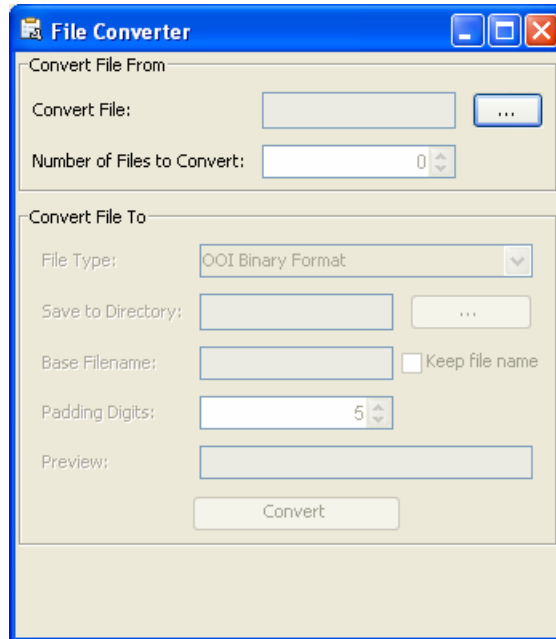 File Converter
Convert File From
Convert File:
...
Number of Files to Convert:
0
Convert File To
File Type:
OOI Binary Format
Save to Directory:
...
Base Filename:
Keep file name
Padding Digits:
5
Preview:
Convert